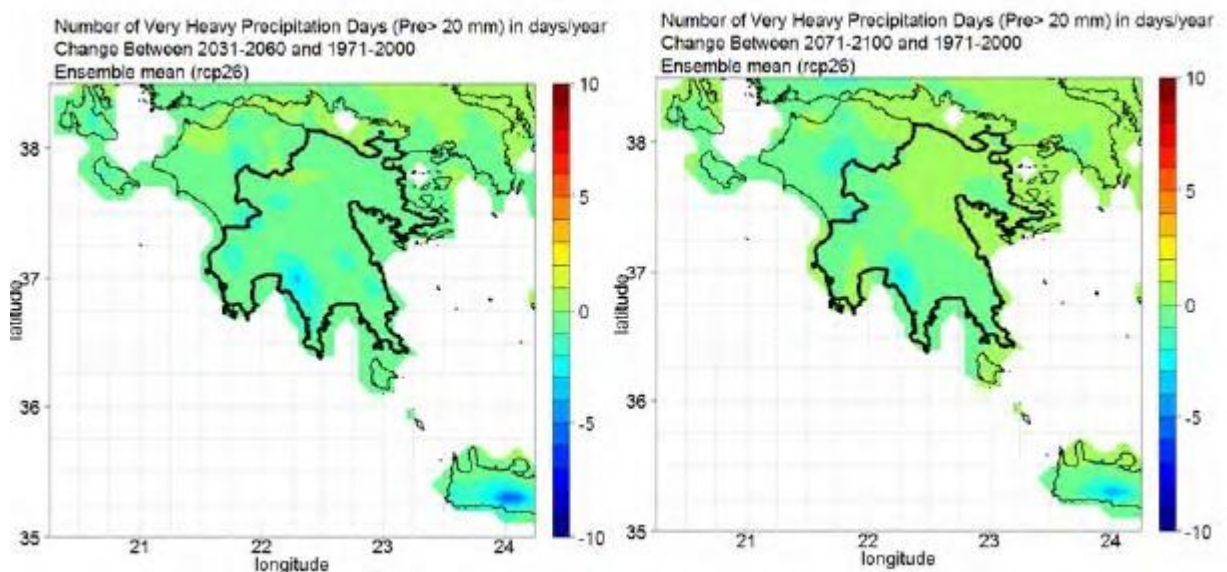 Number of Very Heavy Precipitation Days (Pre> 20 mm) in days/year
Change Between 2031-2060 and 1971-2000
Ensemble mean (rcp26)
10
5
0
-5
-10
38
37
36
35
latitude
21
22
23
24
longitude
Number of Very Heavy Precipitation Days (Pre> 20 mm) in days/year
Change Between 2071-2100 and 1971-2000
Ensemble mean (rcp26)
10
5
0
-5
-10
38
37
36
35
latitude
21
22
23
24
longitude